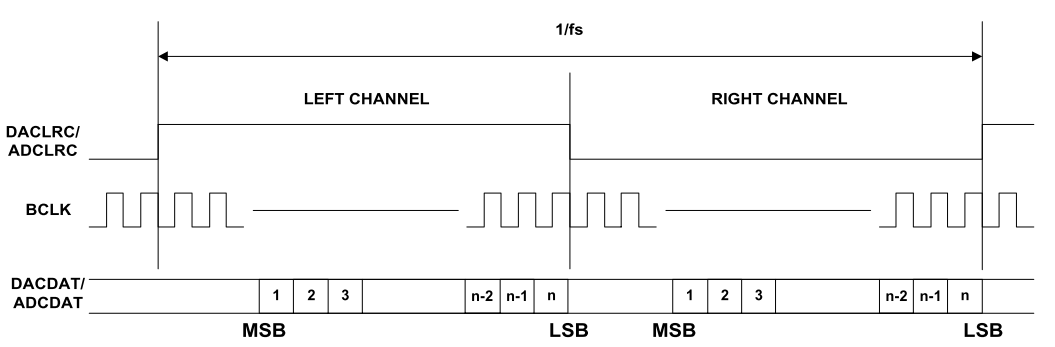 1/fs
LEFT CHANNEL RIGHT CHANNEL
DACLRC/
ADCLRC
BCLK
DACDAT/
ADCDAT
1 2 3 n-2 n-1 n 1 2 3 n-2 n-1 n
MSB LSB MSB LSB